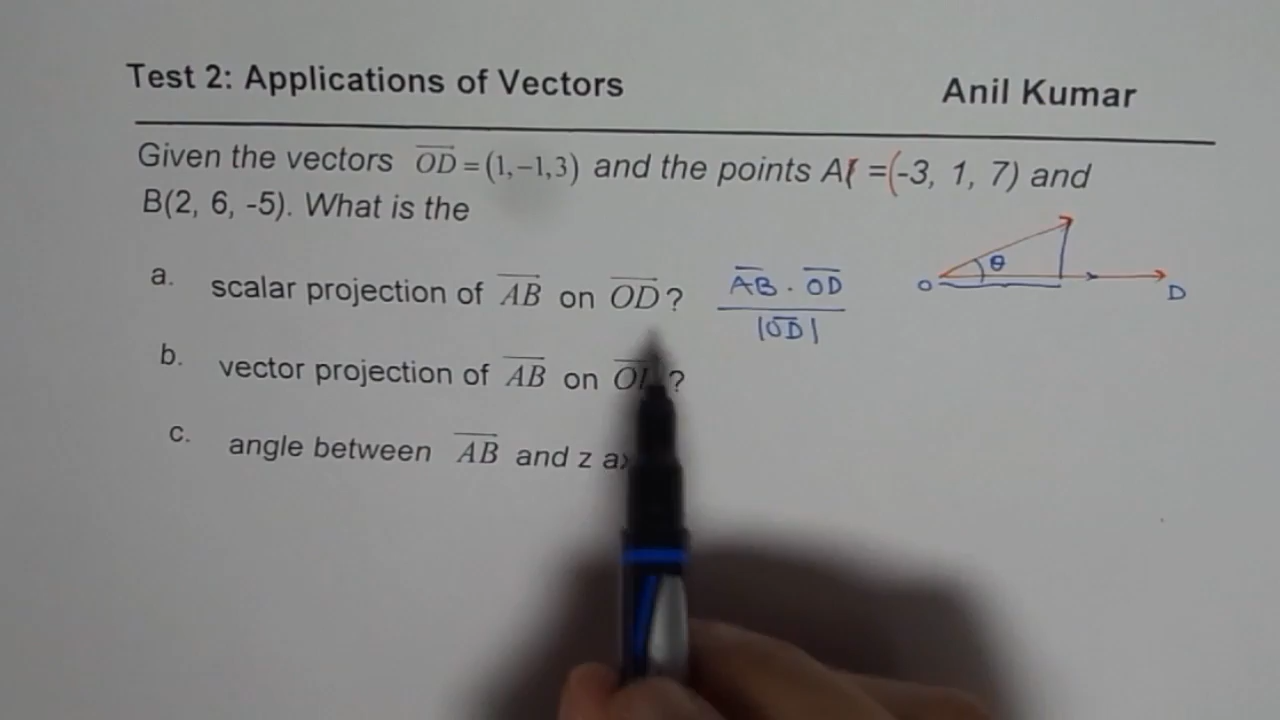 Test 2: Applications of Vectors Anil Kumar
Given the vectors OD = (1,−1,3) and the points A( =(-3, 1, 7) and
B(2, 6, -5). What is the
a. scalar projection of AB on OD? AB · OD / |OD|
θ
O
D
b. vector projection of AB on ?
c. angle between AB and z